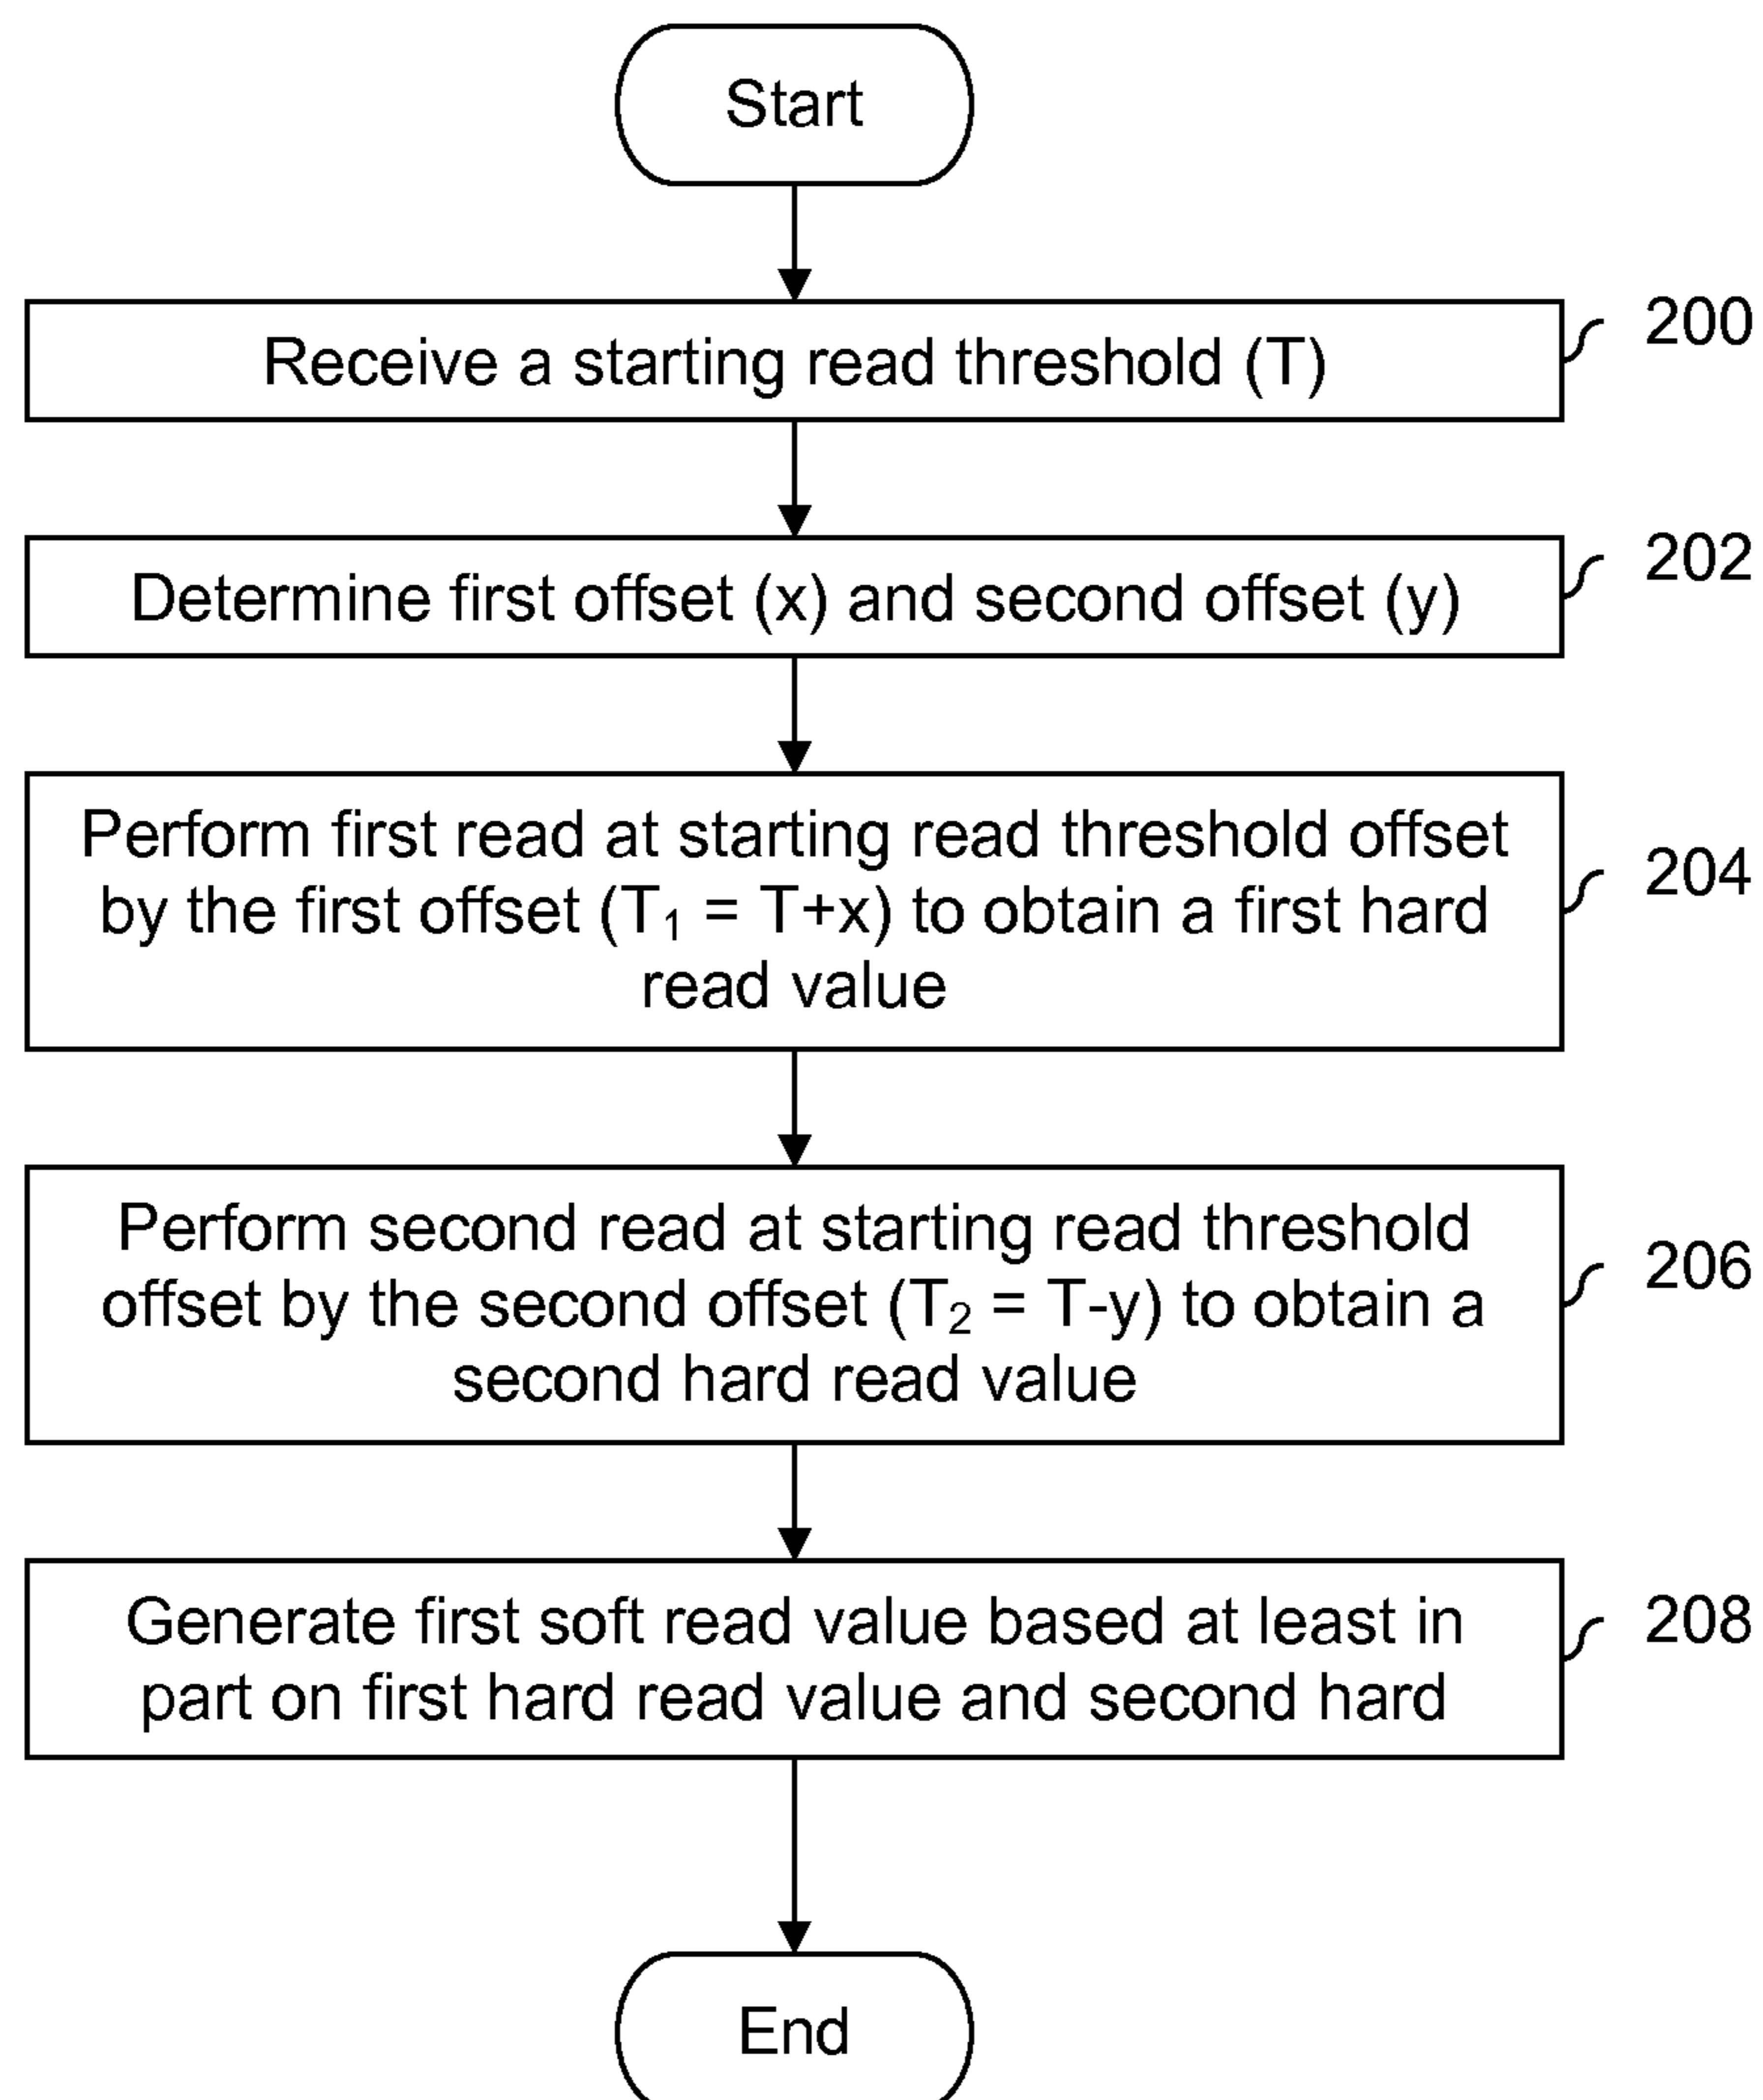 Start
Receive a starting read threshold (T)
200
Determine first offset (x) and second offset (y)
202
Perform first read at starting read threshold offset
by the first offset (T₁ = T+x) to obtain a first hard
read value
204
Perform second read at starting read threshold
offset by the second offset (T₂ = T-y) to obtain a
second hard read value
206
Generate first soft read value based at least in
part on first hard read value and second hard
208
End